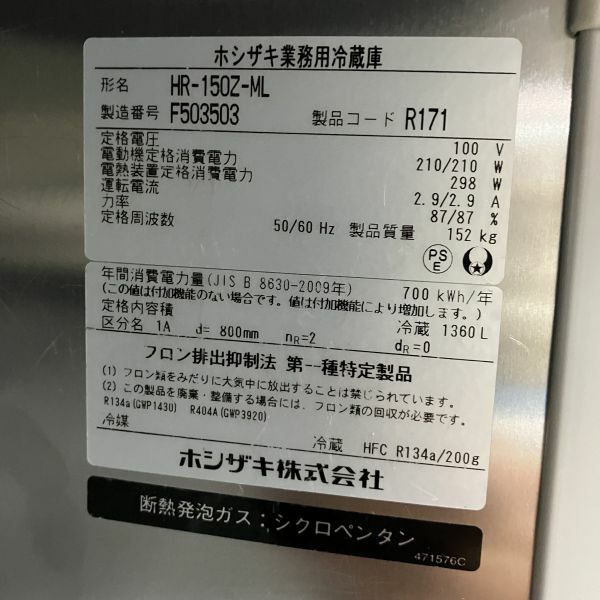 ホシザキ業務用冷蔵庫
形名 HR-150Z-ML
製造番号 F503503 製品コード R171
定格電圧 100 V
電動機定格消費電力 210/210 W
電熱装置定格消費電力 298 W
運転電流 2.9/2.9 A
力率 87/87 %
定格周波数 50/60 Hz 製品質量 152 kg
PS
E
年間消費電力量(JIS B 8630-2009年) 700 kWh/年
(この値は付加機能のない場合です。値は付加機能により増加します。)
定格内容積 冷蔵 1360 L
区分名 1A d= 800mm nR=2 dR=0
フロン排出抑制法 第一種特定製品
(1) フロン類をみだりに大気中に放出することは禁じられています。
(2) この製品を廃棄・整備する場合には、フロン類の回収が必要です。
R134a(GWP1430) R404A(GWP3920)
冷媒 冷蔵 HFC R134a/200g
ホシザキ株式会社
断熱発泡ガス：シクロペンタン
471576C